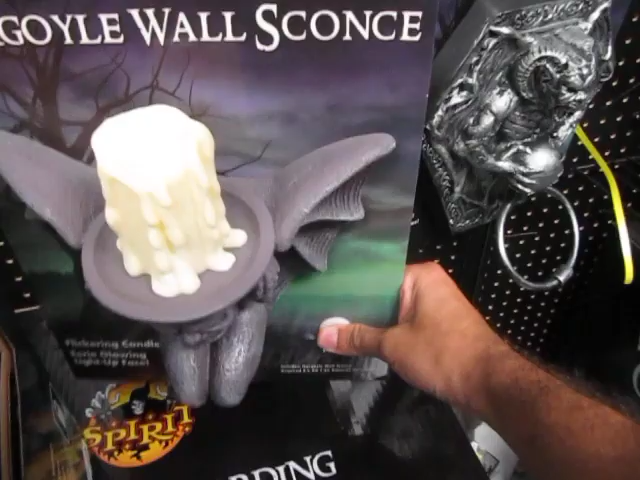 GOYLE WALL SCONCE
Flickering Candle
Eerie Glowing
Light-Up Face!
SPIRIT
RDING